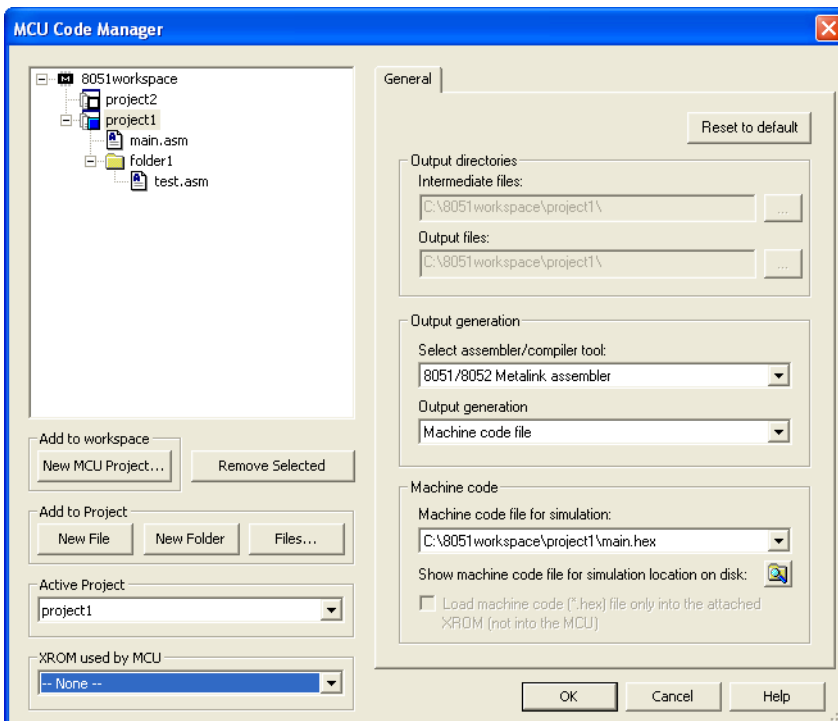 MCU Code Manager
8051workspace
project2
project1
main.asm
folder1
test.asm
Add to workspace
New MCU Project...
Remove Selected
Add to Project
New File
New Folder
Files...
Active Project
project1
XROM used by MCU
-- None --
General
Reset to default
Output directories
Intermediate files:
C:\8051workspace\project1\
...
Output files:
C:\8051workspace\project1\
...
Output generation
Select assembler/compiler tool:
8051/8052 Metalink assembler
Output generation
Machine code file
Machine code
Machine code file for simulation:
C:\8051workspace\project1\main.hex
Show machine code file for simulation location on disk:
Load machine code (*.hex) file only into the attached
XROM (not into the MCU)
OK
Cancel
Help